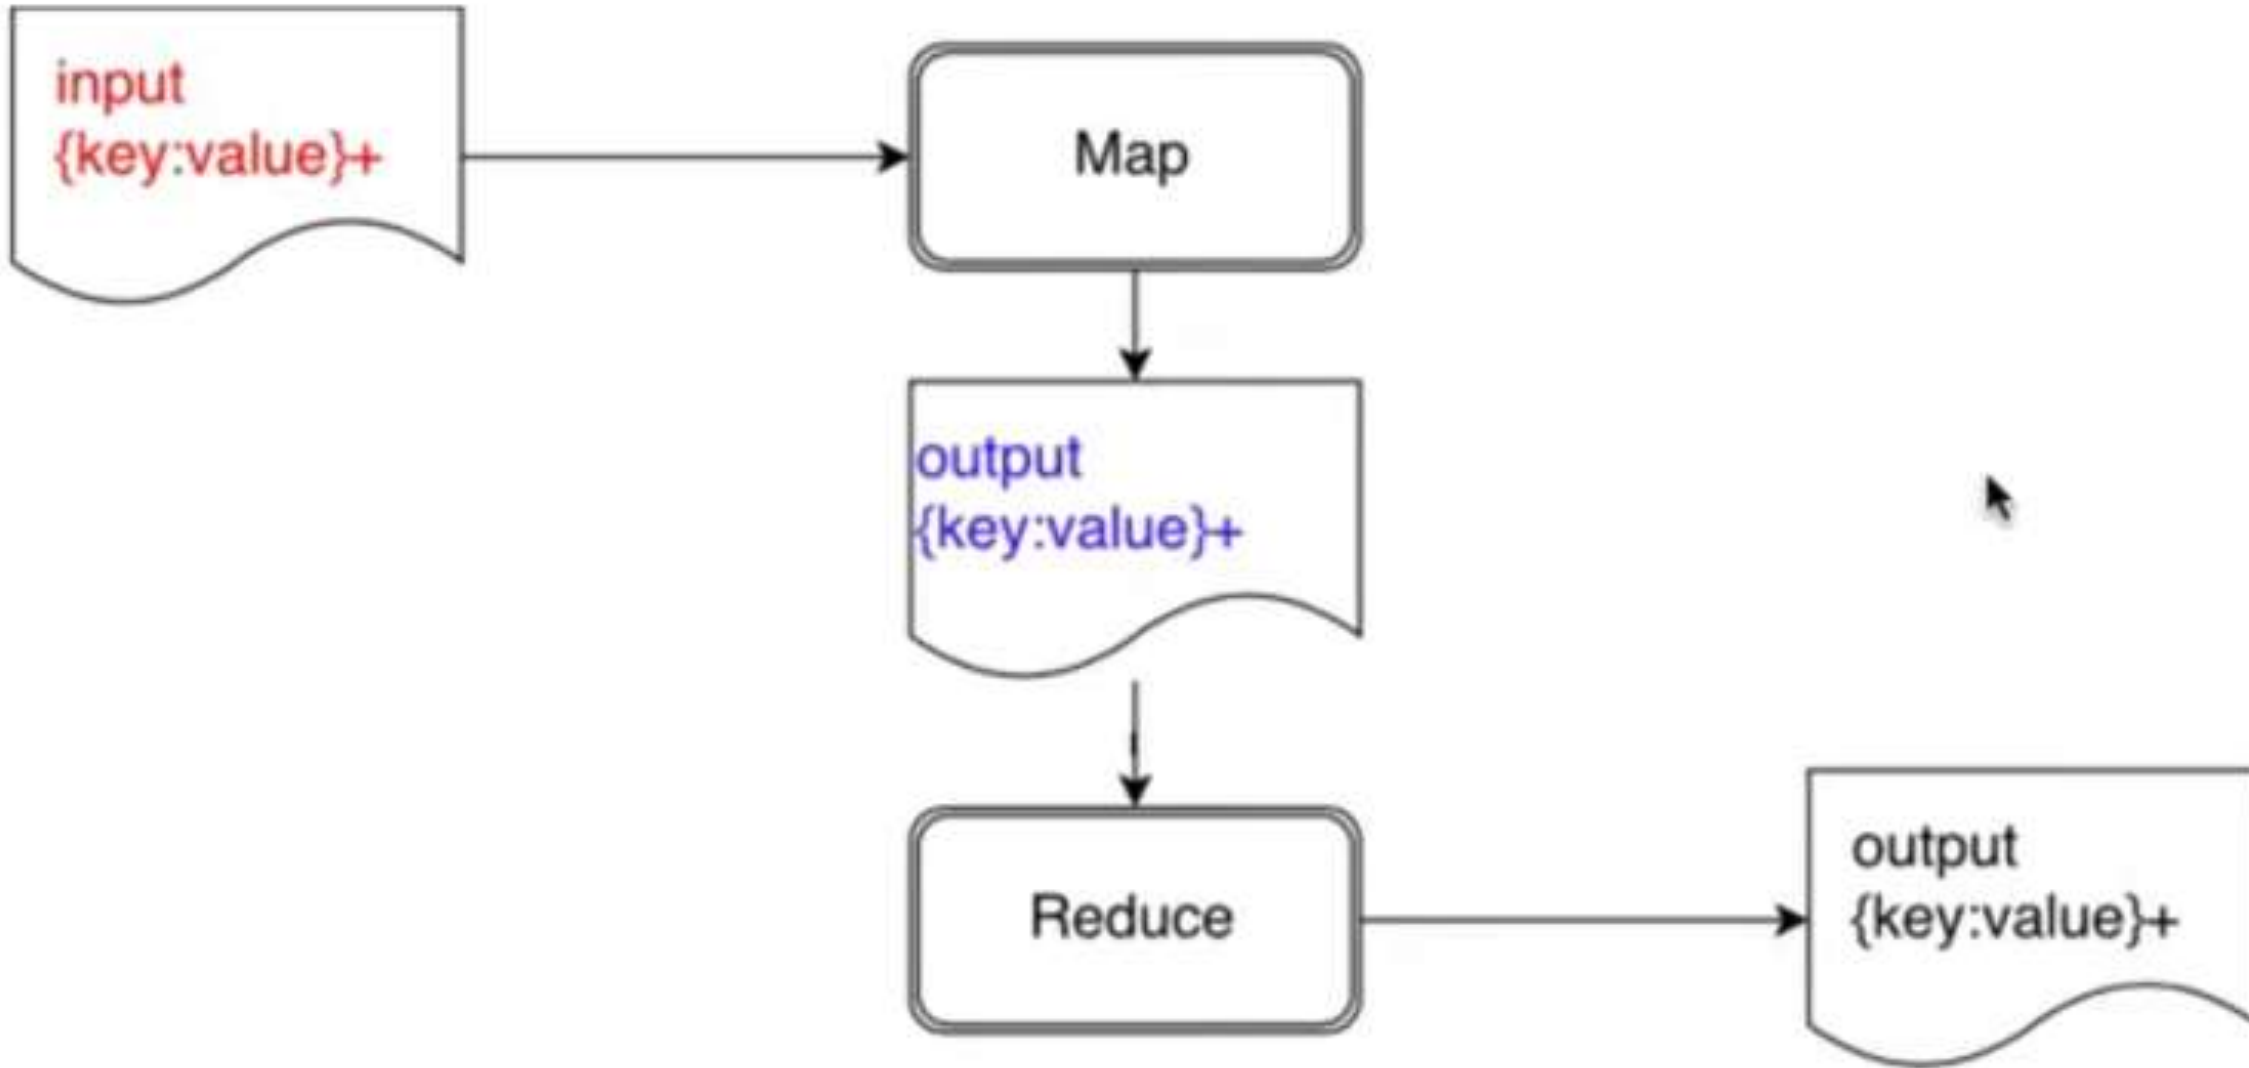 input
{key:value}+
Map
output
{key:value}+
Reduce
output
{key:value}+